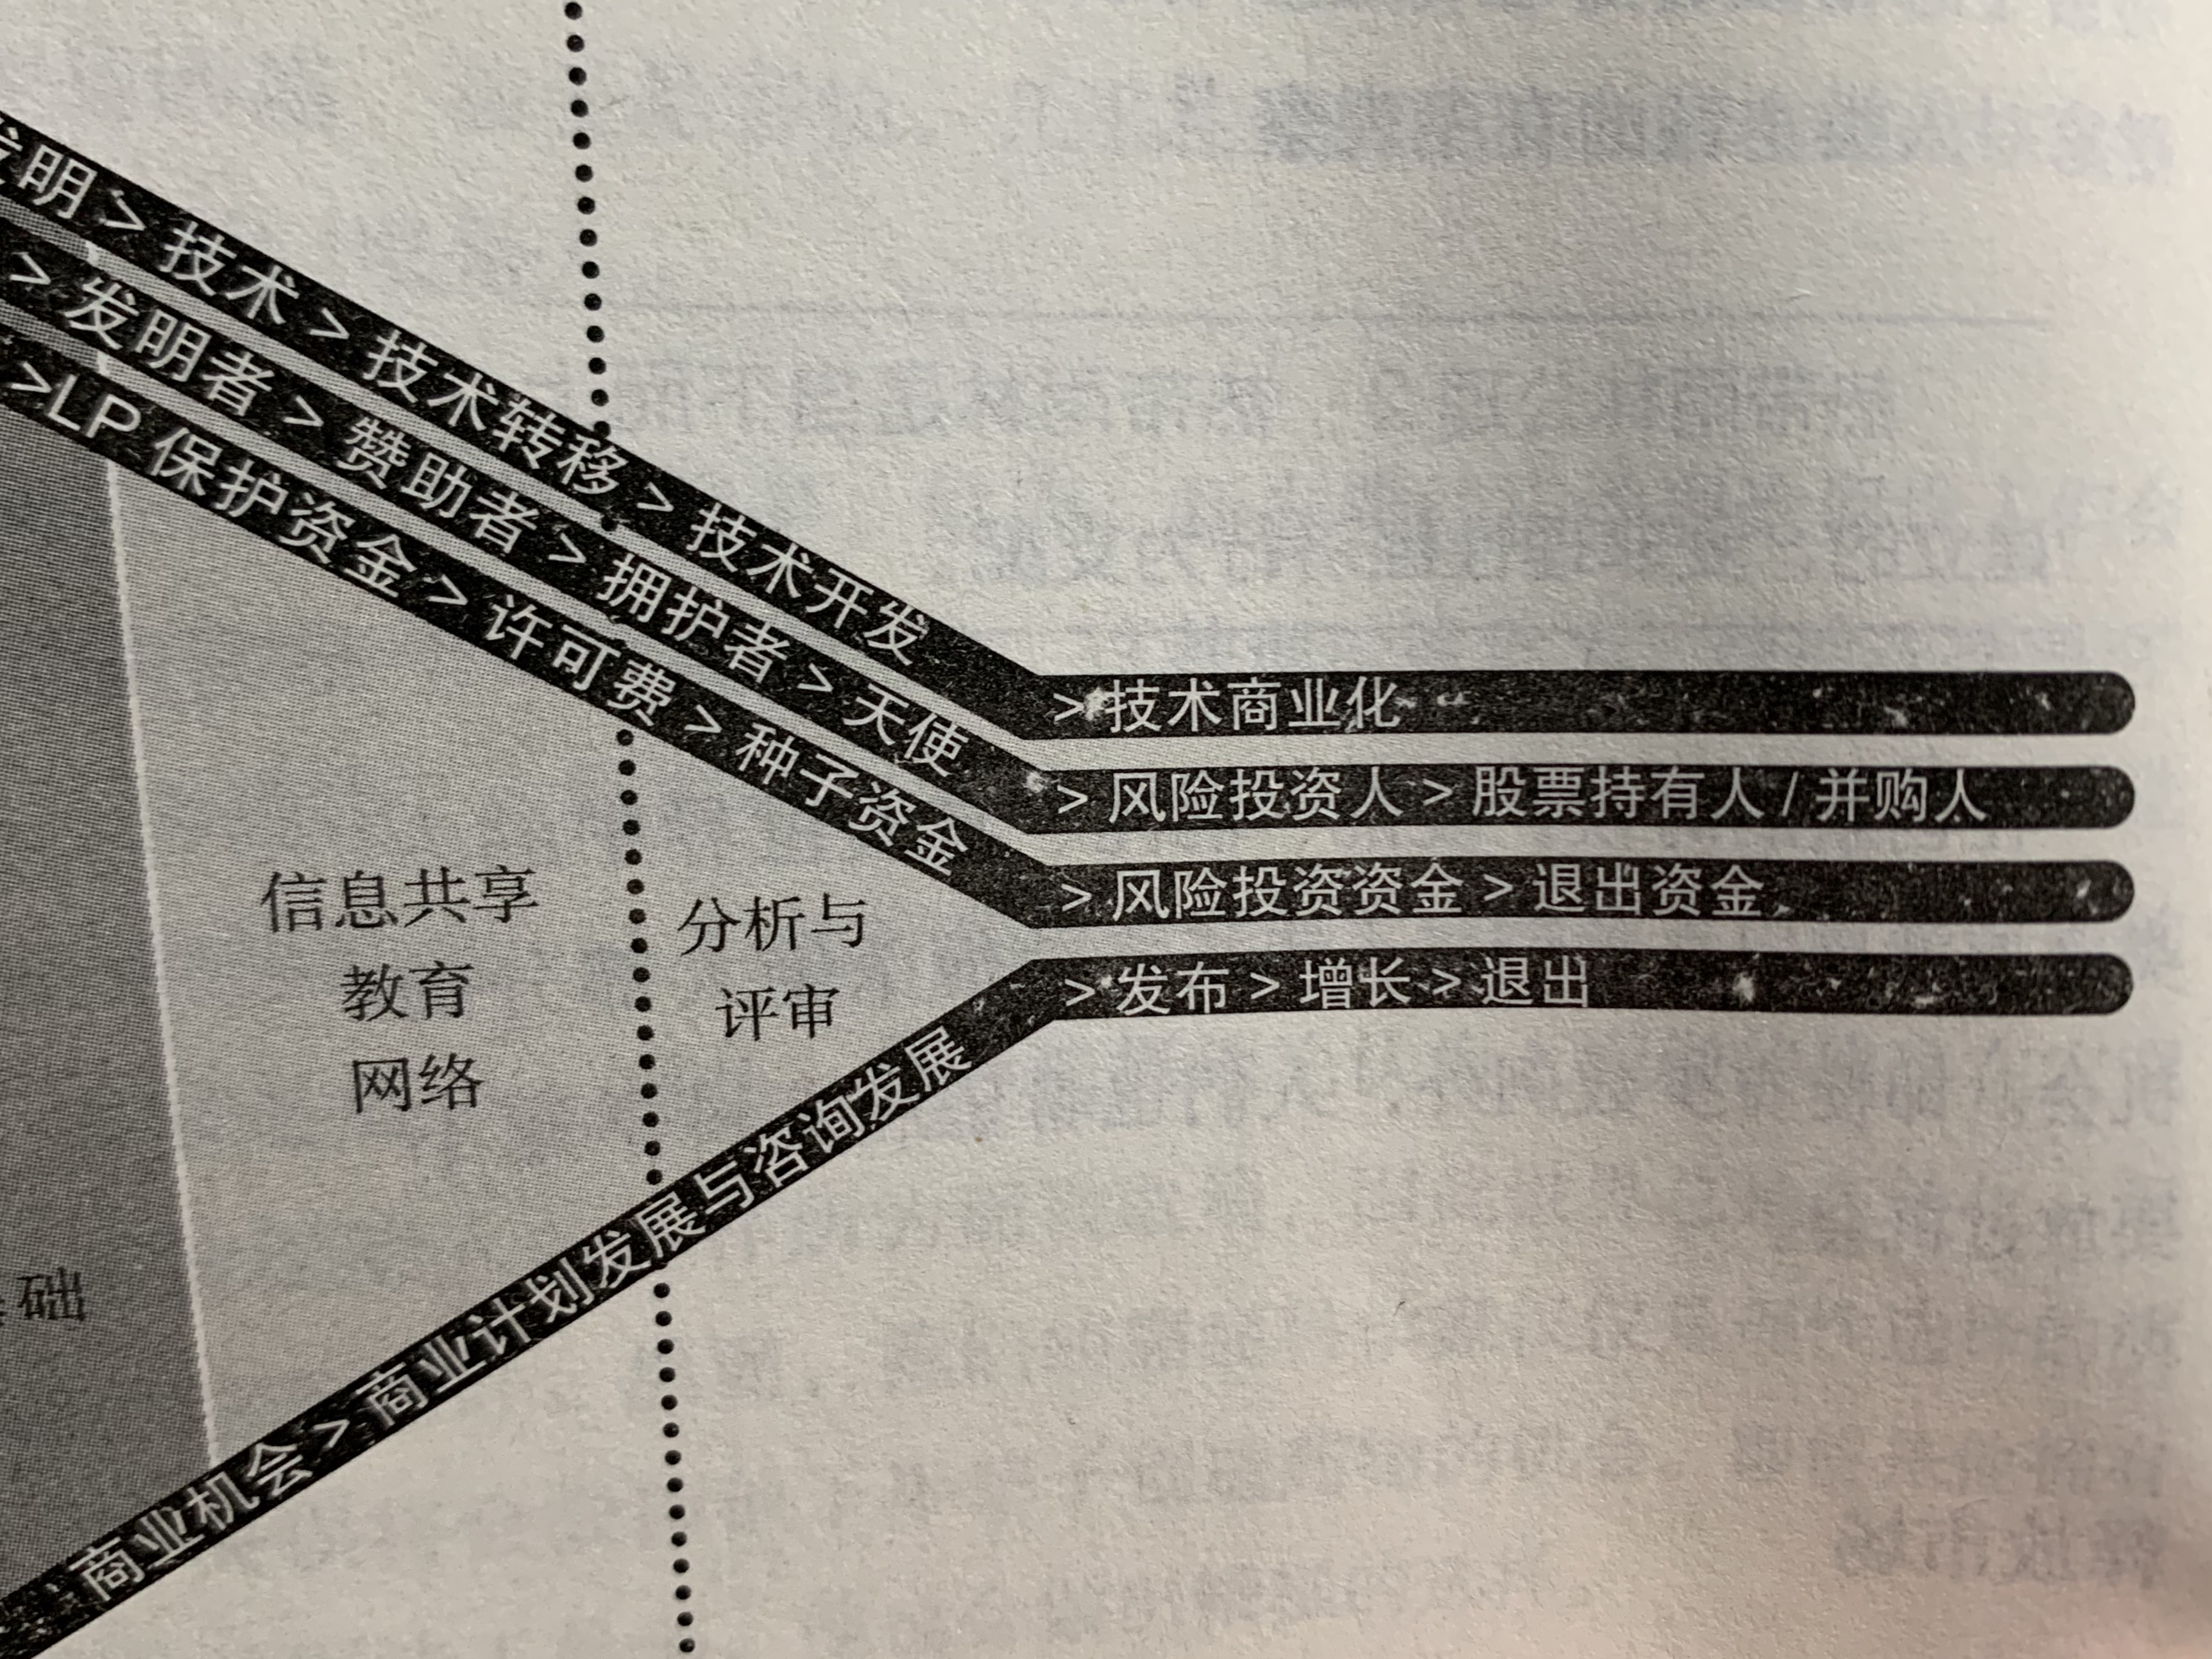 发明 > 技术 > 技术转移 > 技术开发 > 技术商业化
> 发明者 > 赞助者 > 拥护者 > 天使 > 风险投资人 > 股票持有人 / 并购人
>LP 保护资金 > 许可费 > 种子资金 > 风险投资资金 > 退出资金
商业机会 > 商业计划发展与咨询发展 > 发布 > 增长 > 退出
信息共享
教育
网络
分析与
评审
础